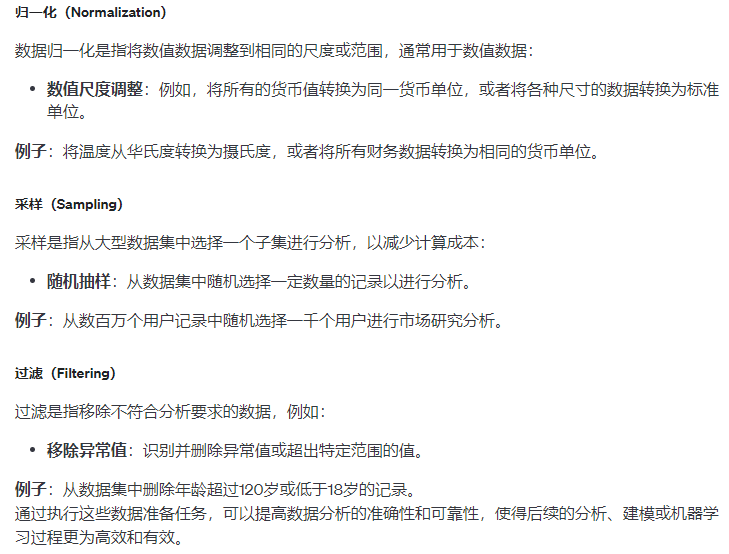 归一化（Normalization）
数据归一化是指将数值数据调整到相同的尺度或范围，通常用于数值数据：
• 数值尺度调整：例如，将所有的货币值转换为同一货币单位，或者将各种尺寸的数据转换为标准
单位。
例子：将温度从华氏度转换为摄氏度，或者将所有财务数据转换为相同的货币单位。
采样（Sampling）
采样是指从大型数据集中选择一个子集进行分析，以减少计算成本：
• 随机抽样：从数据集中随机选择一定数量的记录以进行分析。
例子：从数百万个用户记录中随机选择一千个用户进行市场研究分析。
过滤（Filtering）
过滤是指移除不符合分析要求的数据，例如：
• 移除异常值：识别并删除异常值或超出特定范围的值。
例子：从数据集中删除年龄超过120岁或低于18岁的记录。
通过执行这些数据准备任务，可以提高数据分析的准确性和可靠性，使得后续的分析、建模或机器学
习过程更为高效和有效。